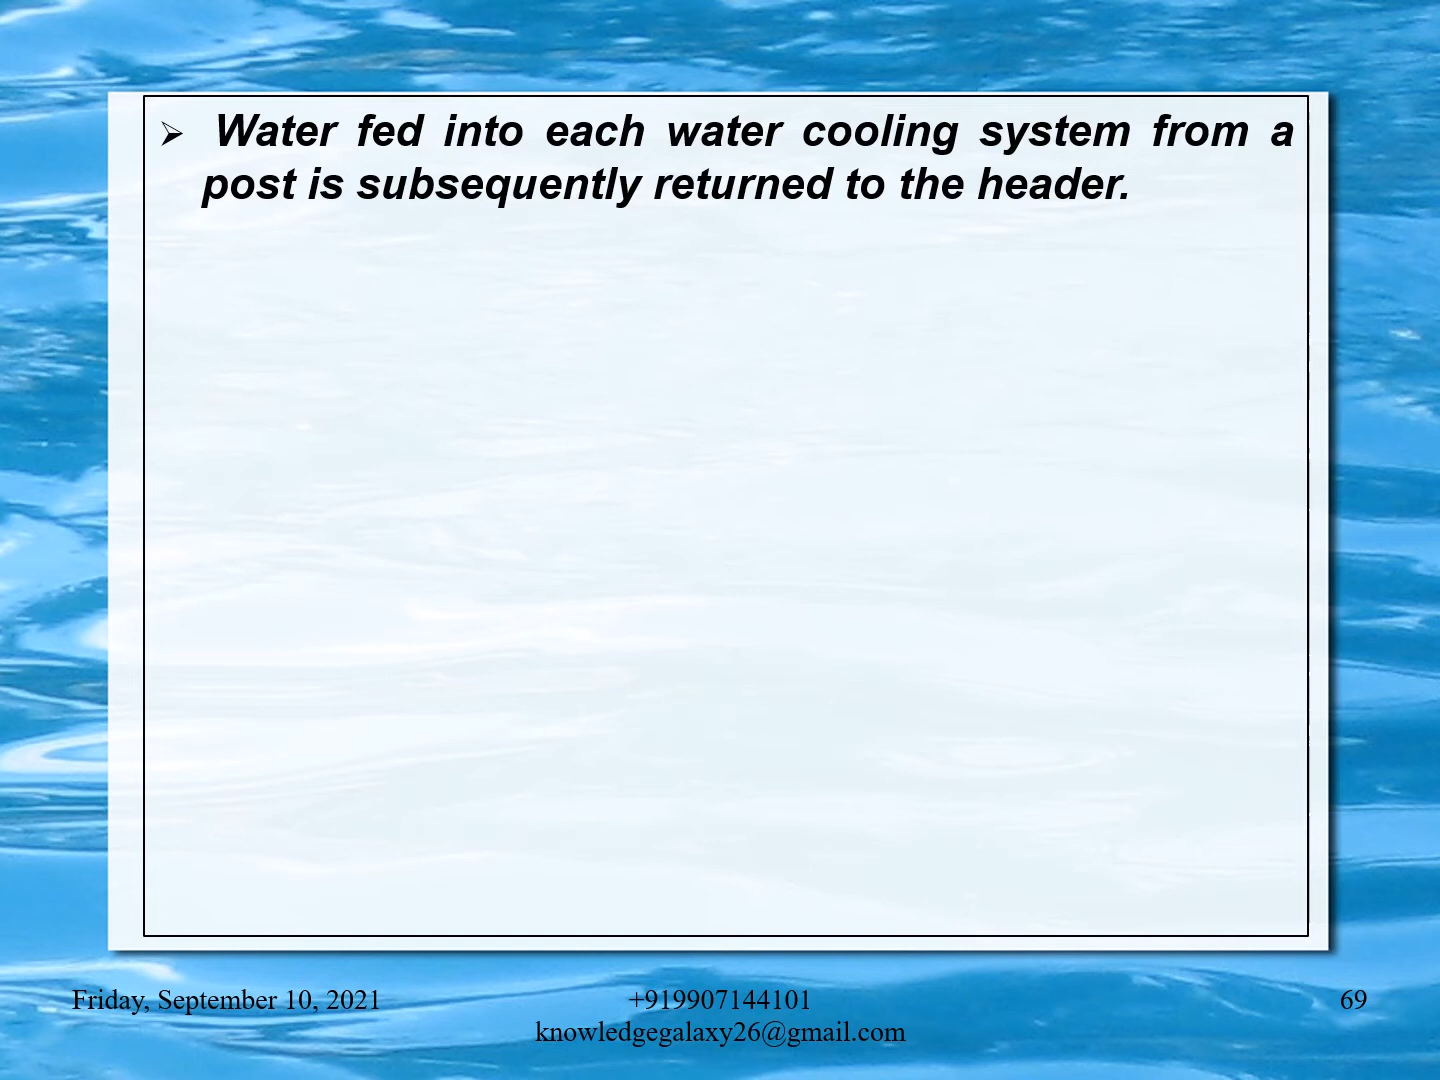 ➢ Water fed into each water cooling system from a
post is subsequently returned to the header.
Friday, September 10, 2021
+919907144101
knowledgegalaxy26@gmail.com
69